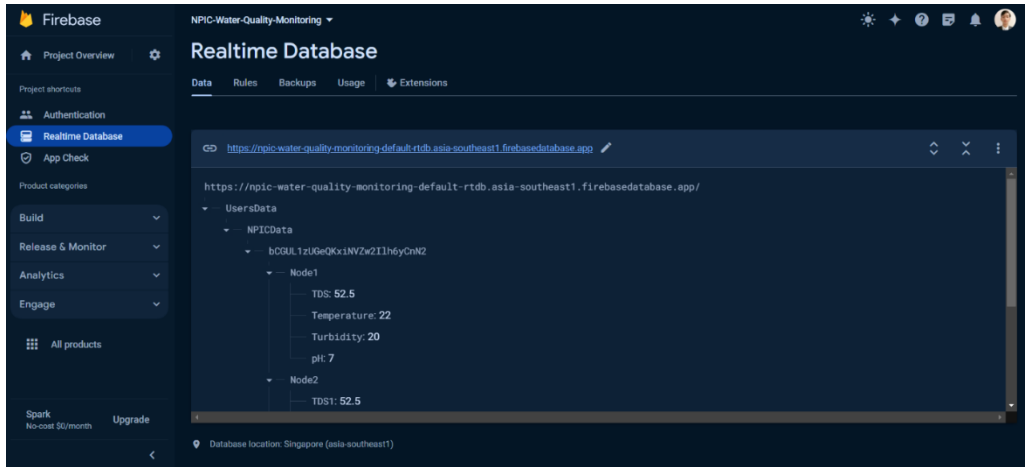 Firebase
Project Overview
Project shortcuts
Authentication
Realtime Database
App Check
Product categories
Build
Release & Monitor
Analytics
Engage
All products
Spark
No-cost $0/month
Upgrade
NPIC-Water-Quality-Monitoring
Realtime Database
Data Rules Backups Usage Extensions
https://npic-water-quality-monitoring-default-rtdb.asia-southeast1.firebasedatabase.app
https://npic-water-quality-monitoring-default-rtdb.asia-southeast1.firebasedatabase.app/
UsersData
NPICData
bCGUL1zUGeQKxiNVZw2Ilh6yCnN2
Node1
TDS: 52.5
Temperature: 22
Turbidity: 20
pH: 7
Node2
TDS1: 52.5
Database location: Singapore (asia-southeast1)